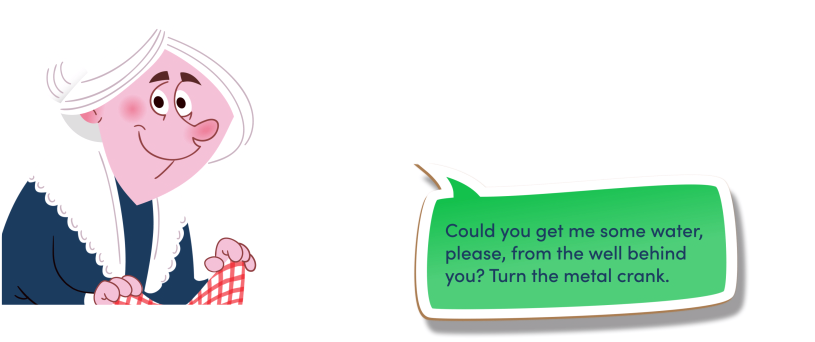 Could you get me some water,
please, from the well behind
you? Turn the metal crank.